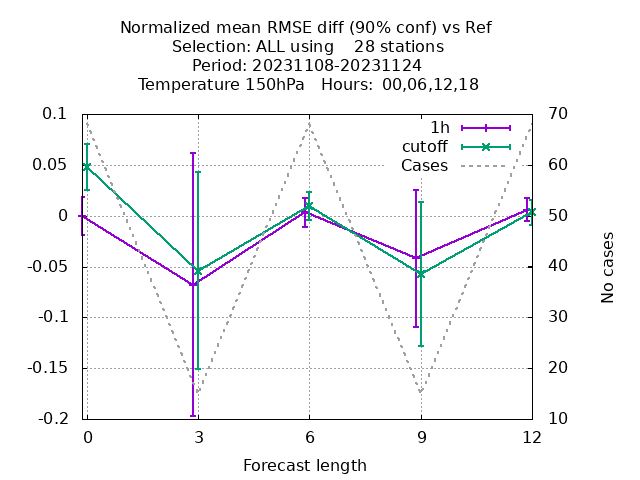 Normalized mean RMSE diff (90% conf) vs Ref
Selection: ALL using    28 stations
Period: 20231108-20231124
Temperature 150hPa   Hours:  00,06,12,18
0.1
0.05
0
-0.05
-0.1
-0.15
-0.2
1h
cutoff
Cases
70
60
50
40
30
20
10
No cases
0 3 6 9 12
Forecast length